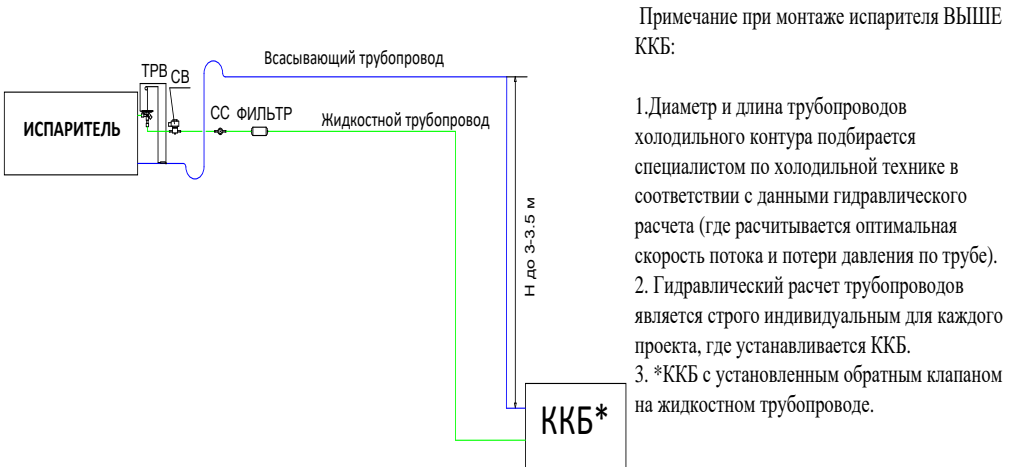 Примечание при монтаже испарителя ВЫШЕ
ККБ:
Всасывающий трубопровод
ТРВ
СВ
СС
ФИЛЬТР
Жидкостной трубопровод
ИСПАРИТЕЛЬ
Н до 3-3.5 м
ККБ*
1.Диаметр и длина трубопроводов
холодильного контура подбирается
специалистом по холодильной технике в
соответствии с данными гидравлического
расчета (где расчитывается оптимальная
скорость потока и потери давления по трубе).
2. Гидравлический расчет трубопроводов
является строго индивидуальным для каждого
проекта, где устанавливается ККБ.
3. *ККБ с установленным обратным клапаном
на жидкостном трубопроводе.